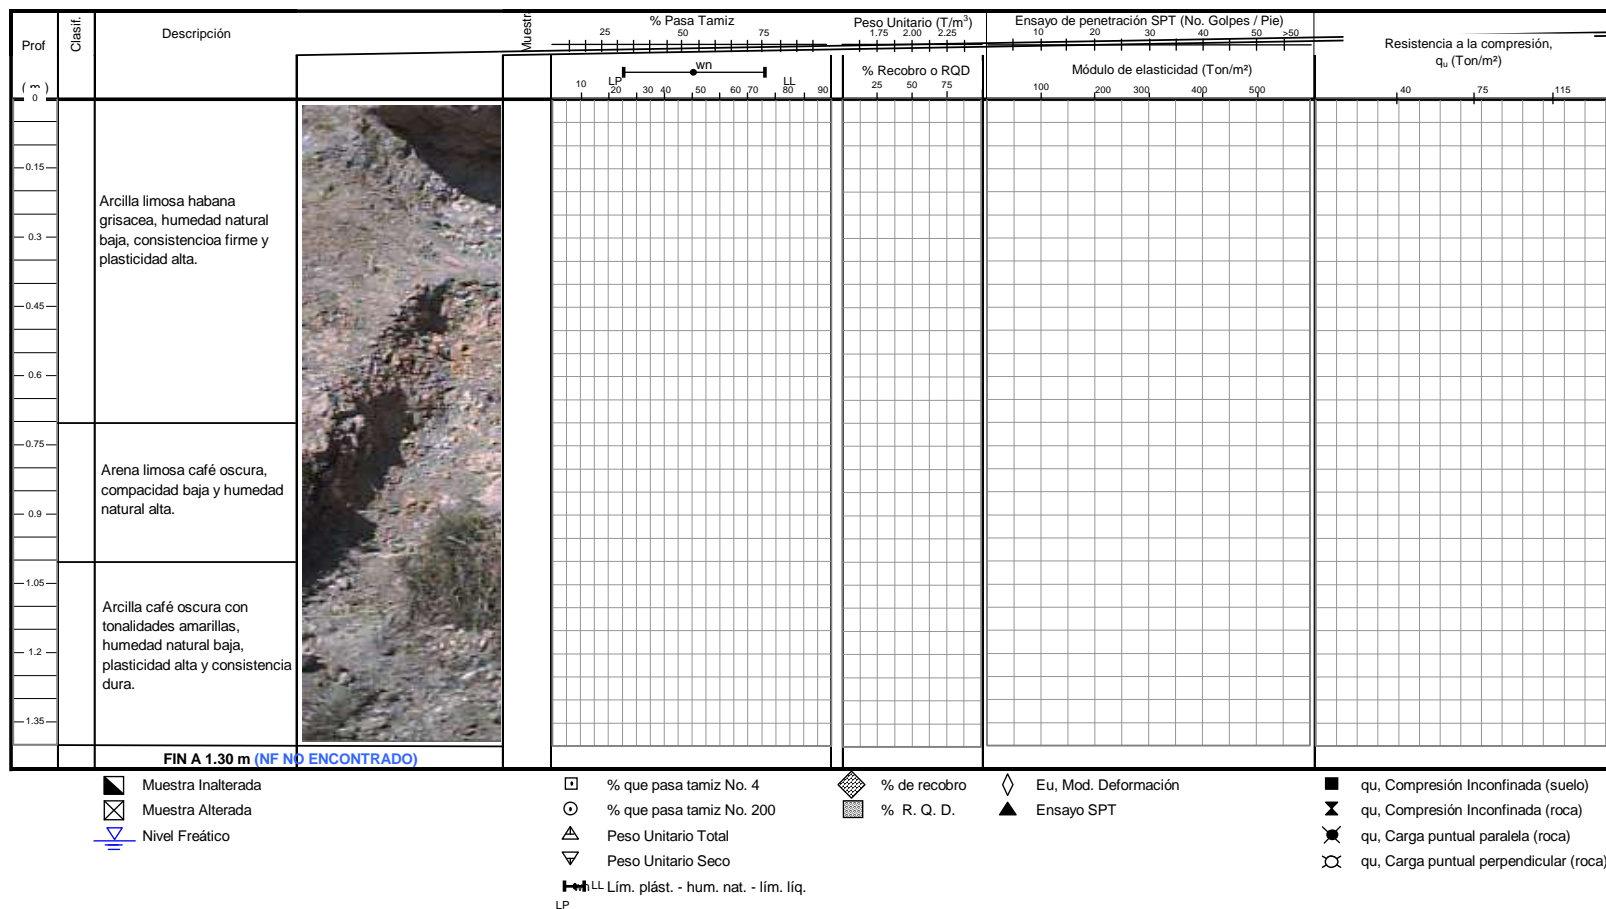 Prof
( m )
Clasif.
Descripción
Muestra
% Pasa Tamiz
25 50 75
wn
LP LL
10 20 30 40 50 60 70 80 90
Peso Unitario (T/m³)
1.75 2.00 2.25
% Recobro o RQD
25 50 75
Ensayo de penetración SPT (No. Golpes / Pie)
10 20 30 40 50 >50
Módulo de elasticidad (Ton/m²)
100 200 300 400 500
Resistencia a la compresión,
qu (Ton/m²)
40 75 115
0
0.15
0.3
0.45
0.6
0.75
0.9
1.05
1.2
1.35
Arcilla limosa habana
grisacea, humedad natural
baja, consistencioa firme y
plasticidad alta.
Arena limosa café oscura,
compacidad baja y humedad
natural alta.
Arcilla café oscura con
tonalidades amarillas,
humedad natural baja,
plasticidad alta y consistencia
dura.
FIN A 1.30 m (NF NO ENCONTRADO)
Muestra Inalterada
Muestra Alterada
Nivel Freático
% que pasa tamiz No. 4
% que pasa tamiz No. 200
Peso Unitario Total
Peso Unitario Seco
wn LL Lím. plást. - hum. nat. - lím. líq.
LP
% de recobro
% R. Q. D.
Eu, Mod. Deformación
Ensayo SPT
qu, Compresión Inconfinada (suelo)
qu, Compresión Inconfinada (roca)
qu, Carga puntual paralela (roca)
qu, Carga puntual perpendicular (roca)